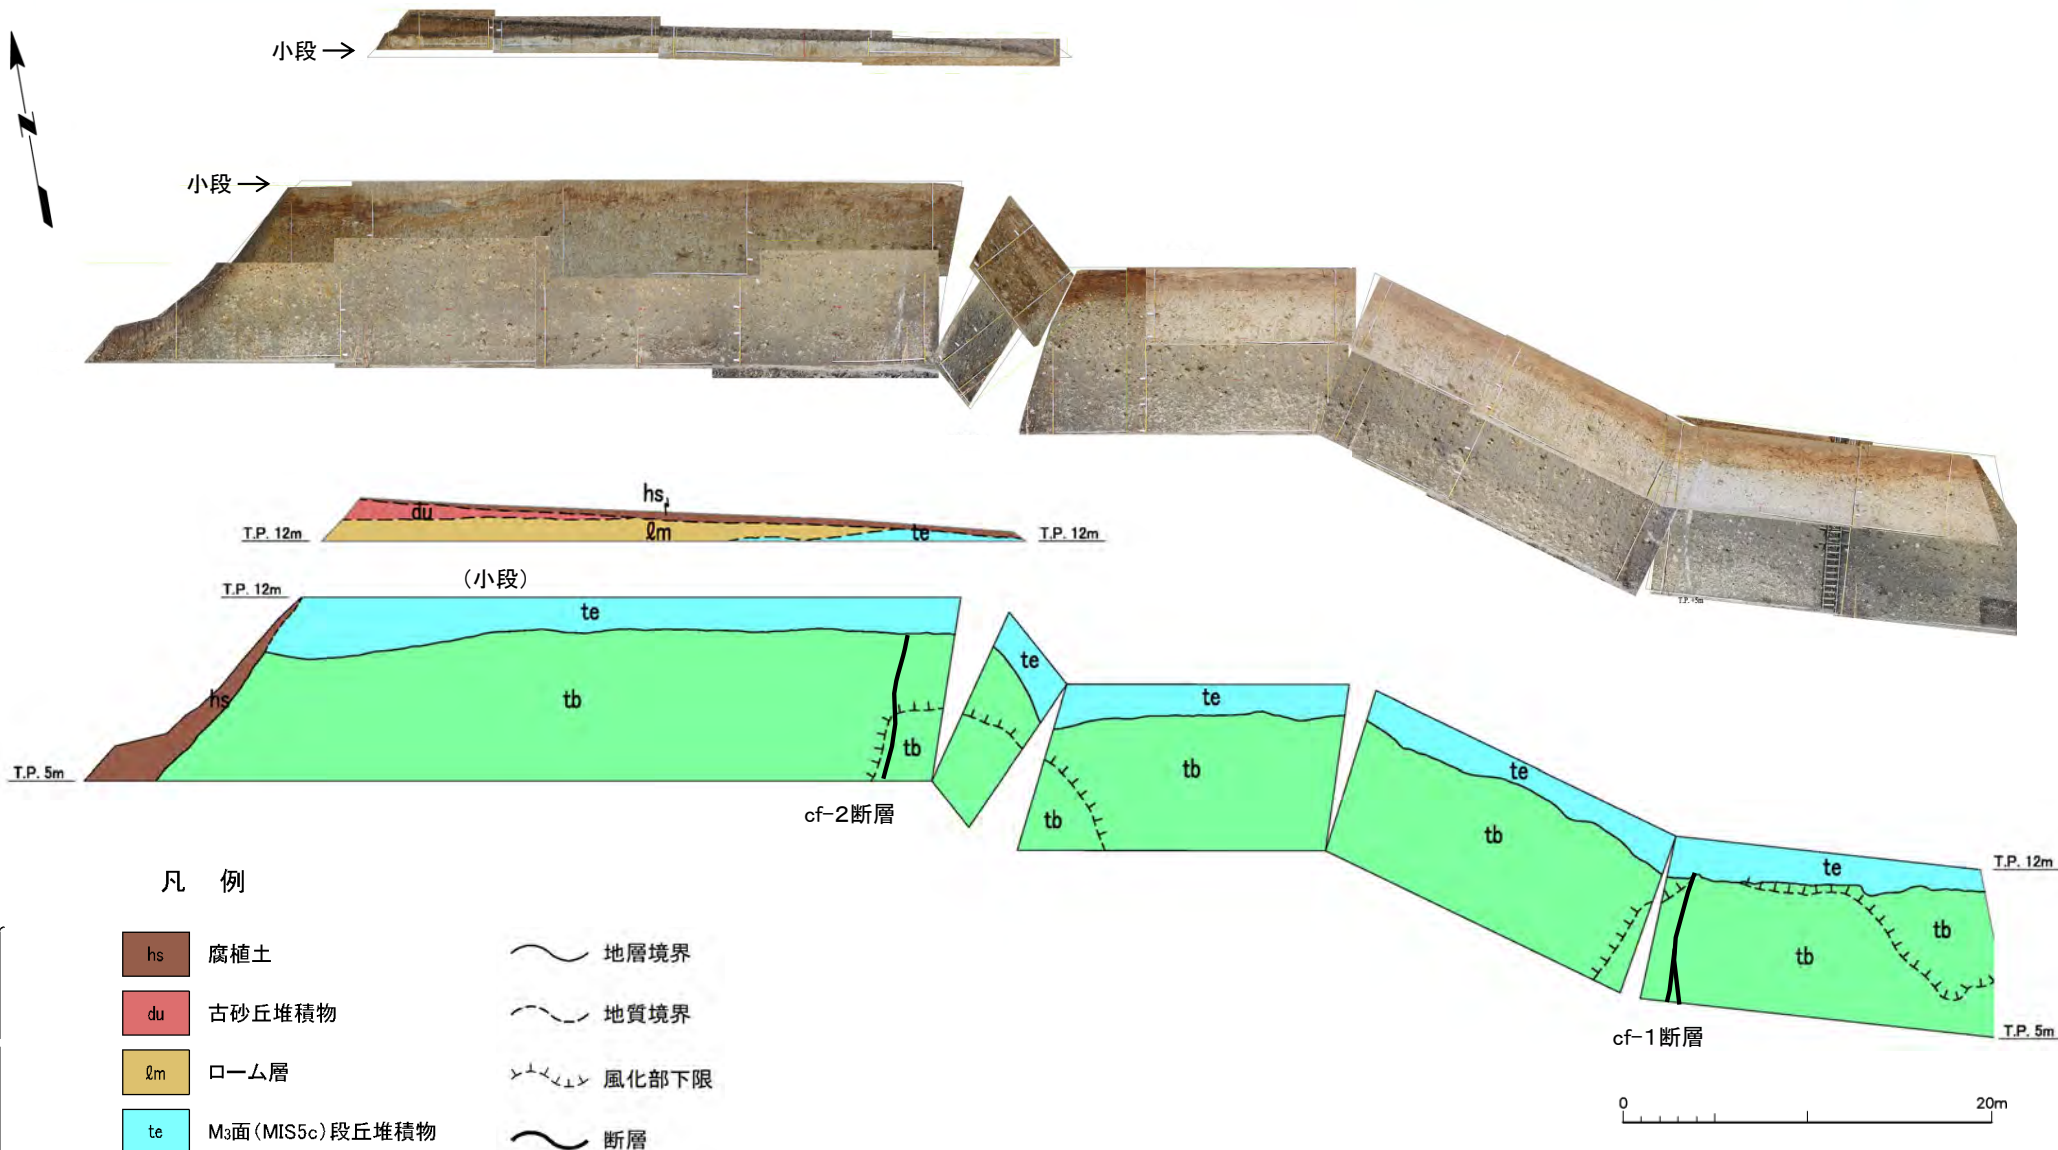 小段→
小段→
T.P. +5m
hs
du
ℓm
te
T.P. 12m
T.P. 12m
(小段)
T.P. 12m
te
tb
hs
tb
T.P. 5m
cf-2断層
te
te
tb
tb
te
tb
te
tb
tb
T.P. 12m
T.P. 5m
cf-1断層
凡 例
hs 腐植土
du 古砂丘堆積物
ℓm ローム層
te M₃面(MIS5c)段丘堆積物
地層境界
地質境界
風化部下限
断層
0 20m